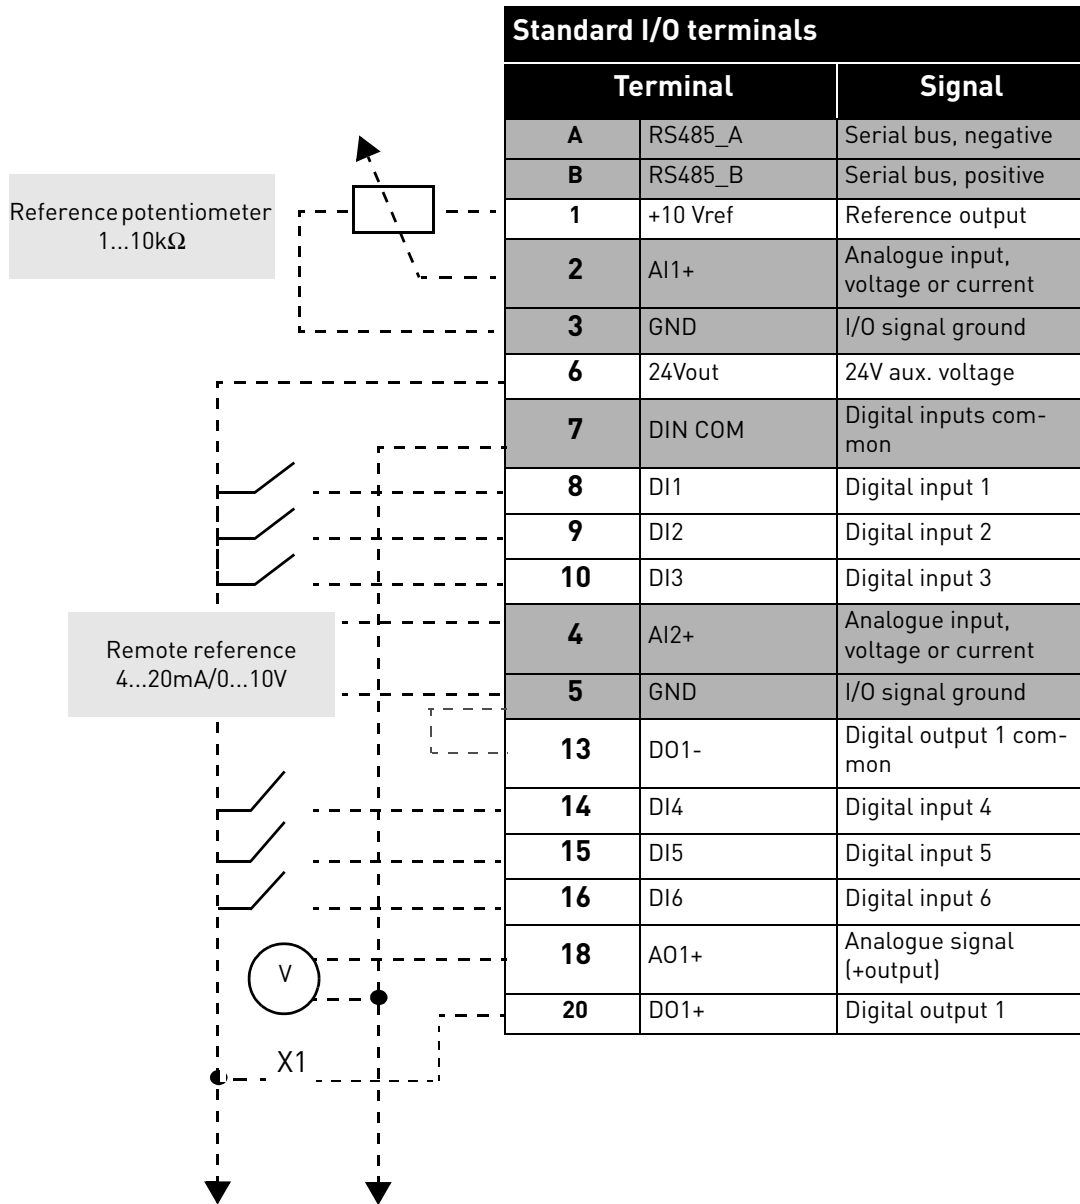 Standard I/O terminals
Terminal Signal
A RS485_A Serial bus, negative
B RS485_B Serial bus, positive
Reference potentiometer
1...10kΩ
1 +10 Vref Reference output
2 AI1+ Analogue input,
voltage or current
3 GND I/O signal ground
6 24Vout 24V aux. voltage
7 DIN COM Digital inputs com-
mon
8 DI1 Digital input 1
9 DI2 Digital input 2
10 DI3 Digital input 3
Remote reference
4...20mA/0...10V
4 AI2+ Analogue input,
voltage or current
5 GND I/O signal ground
13 DO1- Digital output 1 com-
mon
14 DI4 Digital input 4
15 DI5 Digital input 5
16 DI6 Digital input 6
V
18 AO1+ Analogue signal
(+output)
20 DO1+ Digital output 1
X1